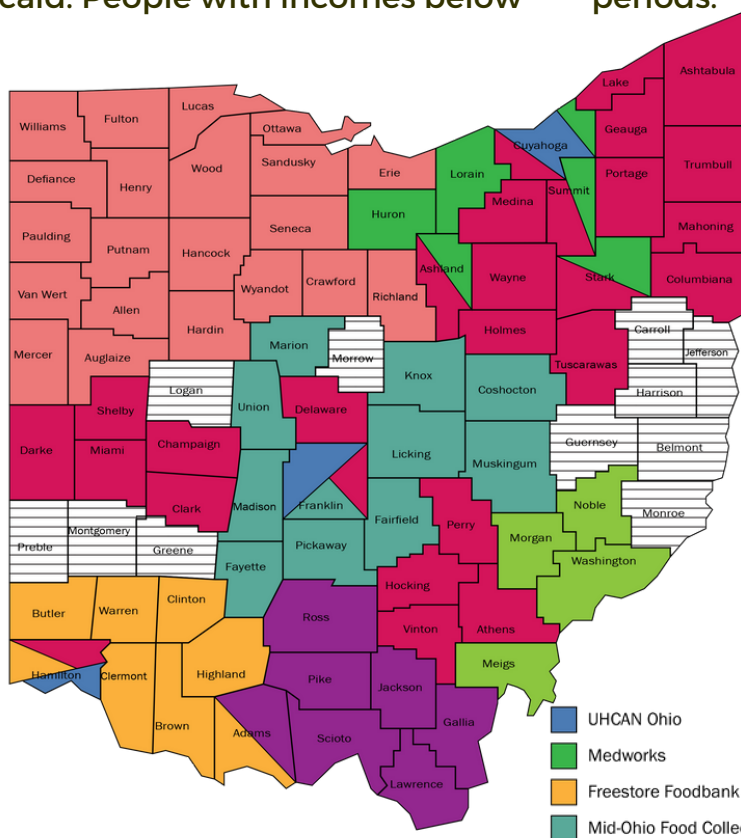 caid. People with incomes below periods.
Ashtabula
Lake
Lucas
Williams
Fulton
Ottawa
Geauga
Cuyahoga
Sandusky
Wood
Erie
Lorain
Trumbull
Portage
Defiance
Henry
Summit
Medina
Huron
Mahoning
Seneca
Paulding
Putnam
Hancock
Ashland
Wayne
Stark
Columbiana
Wyandot
Crawford
Richland
Van Wert
Allen
Hardin
Holmes
Carroll
Marion
Mercer
Auglaize
Morrow
Jefferson
Tuscarawas
Knox
Coshocton
Logan
Harrison
Union
Delaware
Shelby
Guernsey
Belmont
Champaign
Darke
Miami
Licking
Muskingum
Clark
Madison
Franklin
Noble
Monroe
Fairfield
Perry
Montgomery
Morgan
Preble
Greene
Pickaway
Washington
Fayette
Hocking
Clinton
Butler
Warren
Ross
Vinton
Athens
Meigs
Hamilton
Clermont
Highland
Pike
Jackson
Gallia
Brown
Adams
Scioto
Lawrence
UHCAN Ohio
Medworks
Freestore Foodbank